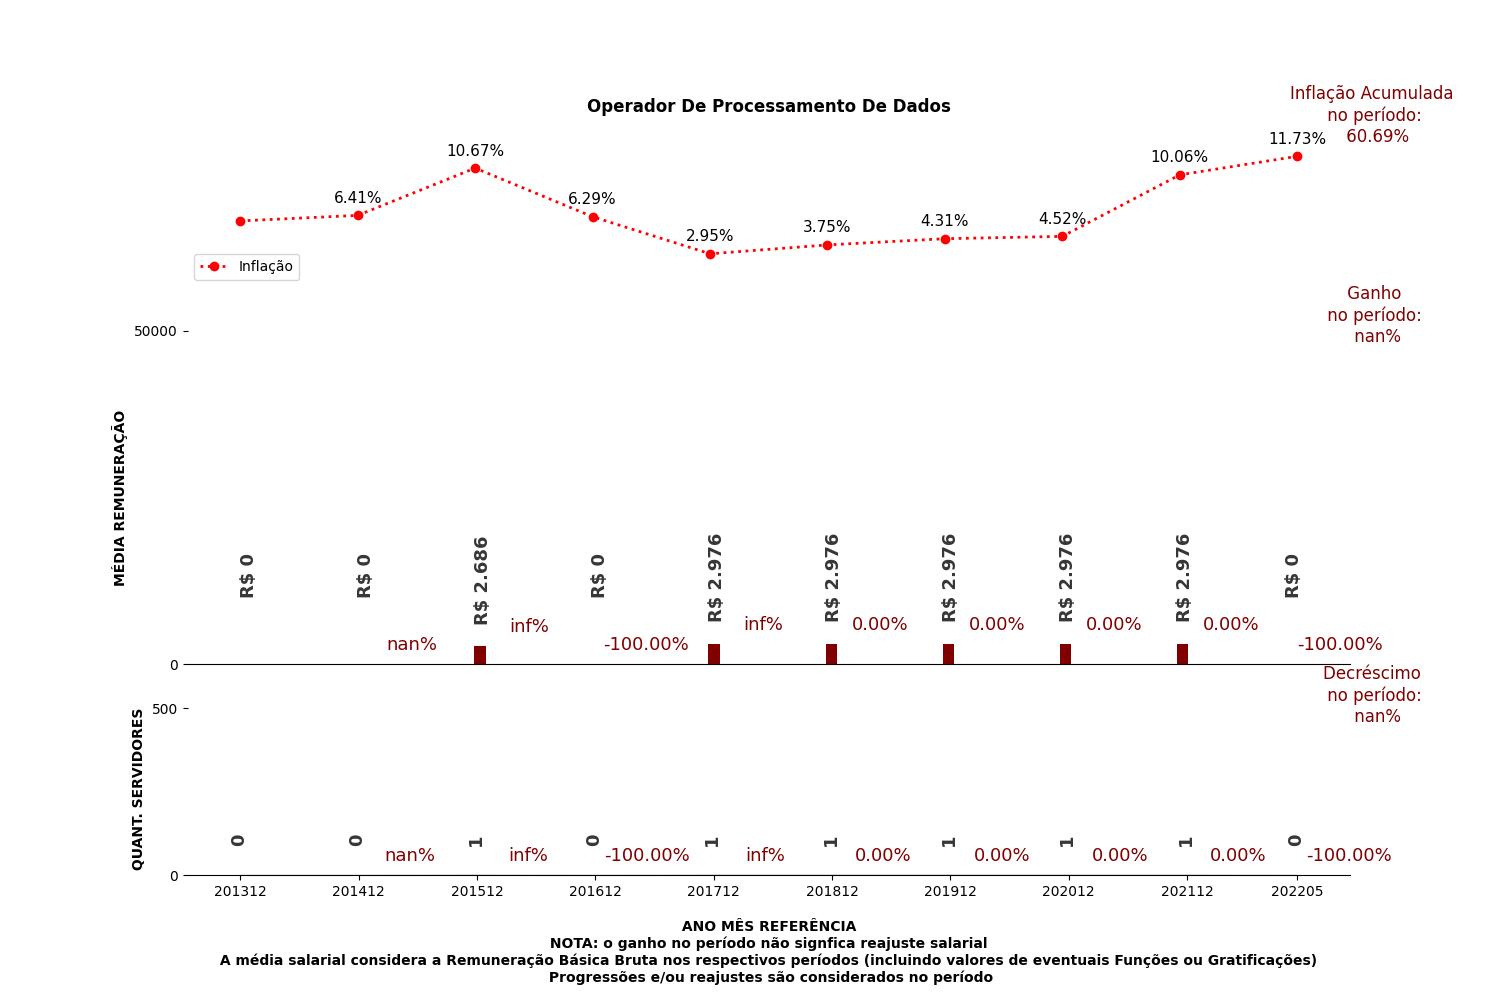 Operador De Processamento De Dados
Inflação Acumulada
no período:
60.69%
6.41%
10.67%
6.29%
2.95%
3.75%
4.31%
4.52%
10.06%
11.73%
Inflação
Ganho
no período:
nan%
50000
MÉDIA REMUNERAÇÃO
R$ 0
R$ 0
R$ 2.686
R$ 0
R$ 2.976
R$ 2.976
R$ 2.976
R$ 2.976
R$ 2.976
R$ 0
nan%
inf%
-100.00%
inf%
0.00%
0.00%
0.00%
0.00%
-100.00%
0
Decréscimo
no período:
nan%
500
QUANT. SERVIDORES
0
0
1
0
1
1
1
1
1
0
nan%
inf%
-100.00%
inf%
0.00%
0.00%
0.00%
0.00%
-100.00%
0
201312
201412
201512
201612
201712
201812
201912
202012
202112
202205
ANO MÊS REFERÊNCIA
NOTA: o ganho no período não signfica reajuste salarial
A média salarial considera a Remuneração Básica Bruta nos respectivos períodos (incluindo valores de eventuais Funções ou Gratificações)
Progressões e/ou reajustes são considerados no período